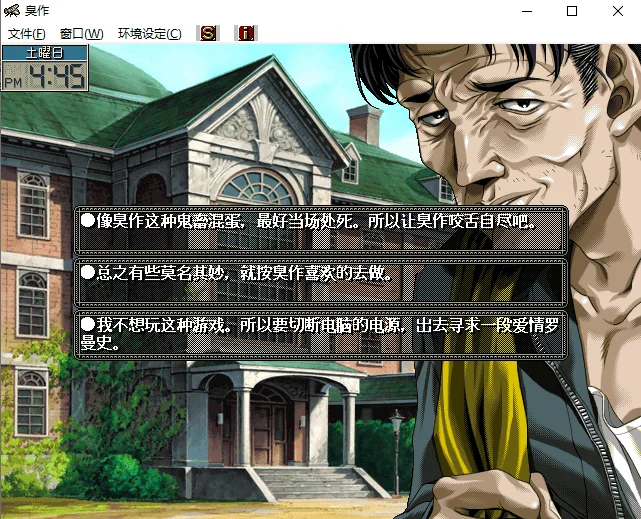 臭作
文件(F) 窗口(W) 环境设定(C) S i
土曜日
AM
PM 4:45
●像臭作这种鬼畜混蛋，最好当场处死。所以让臭作咬舌自尽吧。
●总之有些莫名其妙，就按臭作喜欢的去做。
●我不想玩这种游戏。所以要切断电脑的电源，出去寻求一段爱情罗
曼史。